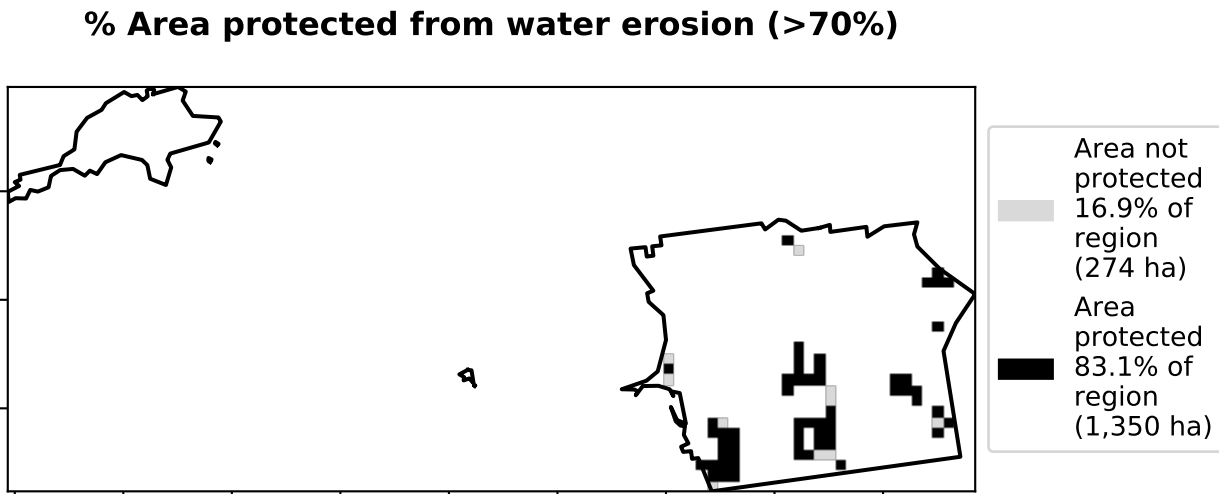 % Area protected from water erosion (>70%)
Area not
protected
16.9% of
region
(274 ha)
Area
protected
83.1% of
region
(1,350 ha)